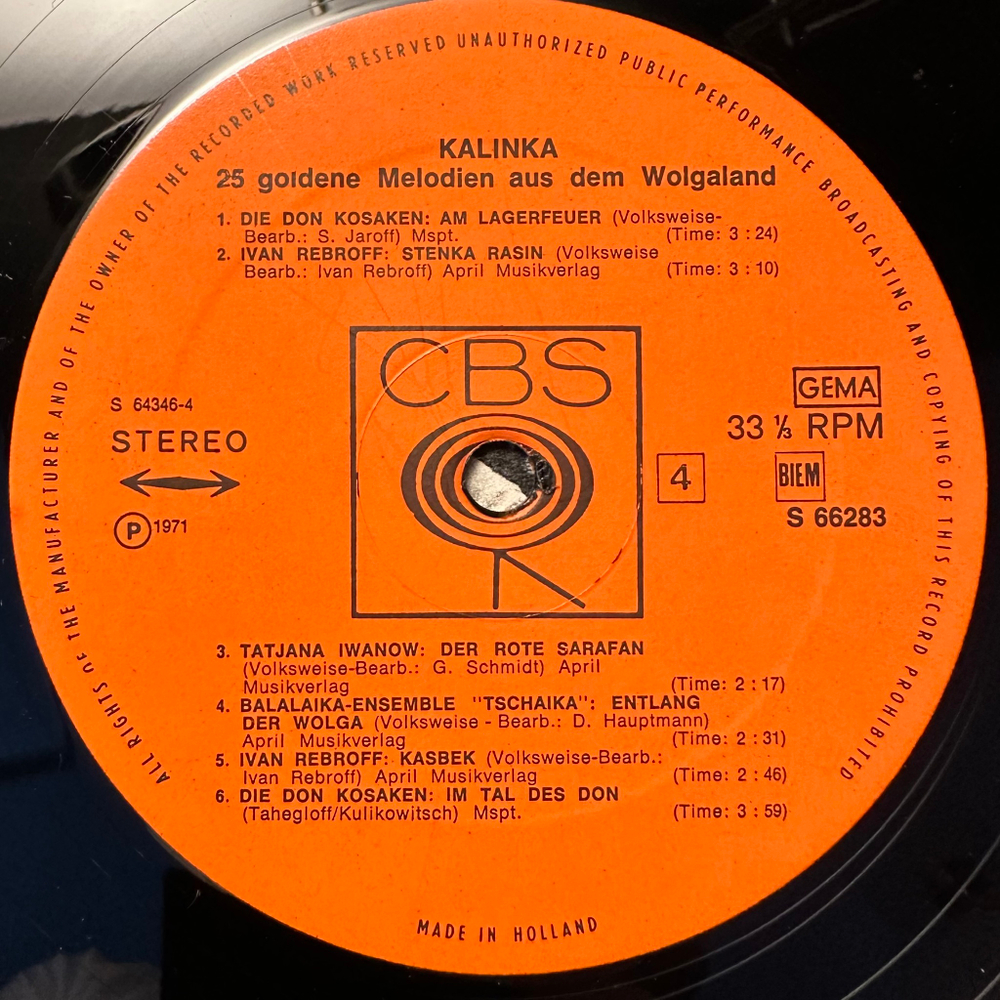 ALL RIGHTS OF THE MANUFACTURER AND OF THE OWNER OF THE RECORDED WORK RESERVED UNAUTHORIZED PUBLIC PERFORMANCE BROADCASTING AND COPYING OF THIS RECORD PROHIBITED
KALINKA
25 goldene Melodien aus dem Wolgaland
1. DIE DON KOSAKEN: AM LAGERFEUER (Volksweise-
Bearb.: S. Jaroff) Mspt. (Time: 3 : 24)
2. IVAN REBROFF: STENKA RASIN (Volksweise
Bearb.: Ivan Rebroff) April Musikverlag (Time: 3 : 10)
CBS
GEMA
S 64346-4
33 ⅓ RPM
STEREO
4
BIEM
S 66283
Ⓟ 1971
3. TATJANA IWANOW: DER ROTE SARAFAN
(Volksweise-Bearb.: G. Schmidt) April
Musikverlag (Time: 2 : 17)
4. BALALAIKA-ENSEMBLE "TSCHAIKA": ENTLANG
DER WOLGA (Volksweise - Bearb.: D. Hauptmann)
April Musikverlag (Time: 2 : 31)
5. IVAN REBROFF: KASBEK (Volksweise-Bearb.:
Ivan Rebroff) April Musikverlag (Time: 2 : 46)
6. DIE DON KOSAKEN: IM TAL DES DON
(Tahegloff/Kulikowitsch) Mspt. (Time: 3 : 59)
MADE IN HOLLAND